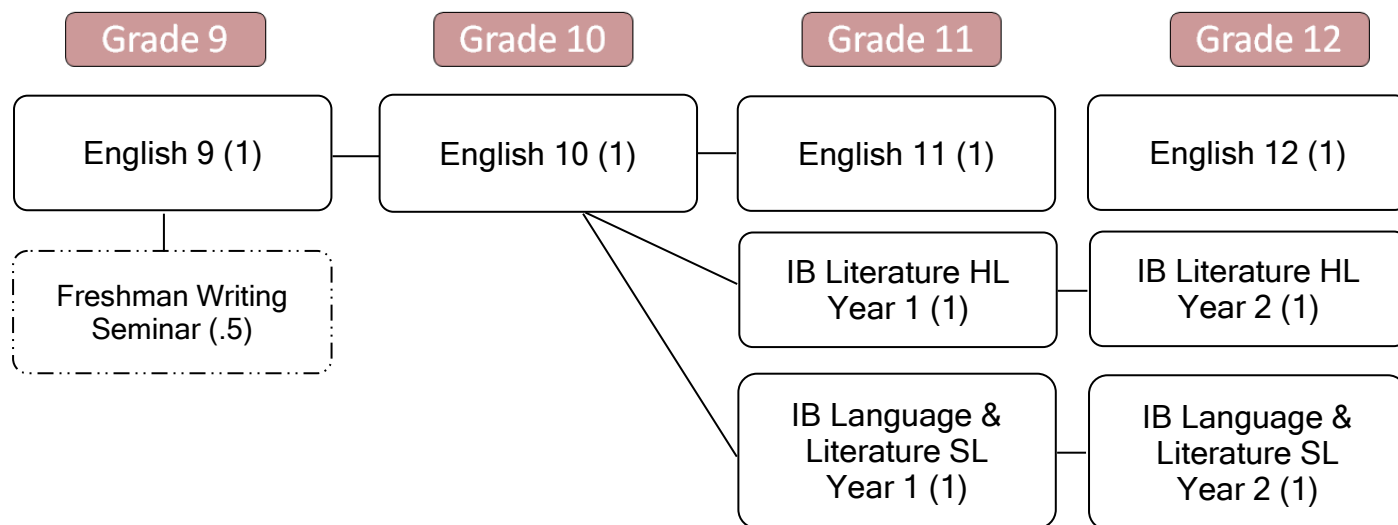 Grade 9
Grade 10
Grade 11
Grade 12
English 9 (1)
English 10 (1)
English 11 (1)
English 12 (1)
Freshman Writing
Seminar (.5)
IB Literature HL
Year 1 (1)
IB Literature HL
Year 2 (1)
IB Language &
Literature SL
Year 1 (1)
IB Language &
Literature SL
Year 2 (1)